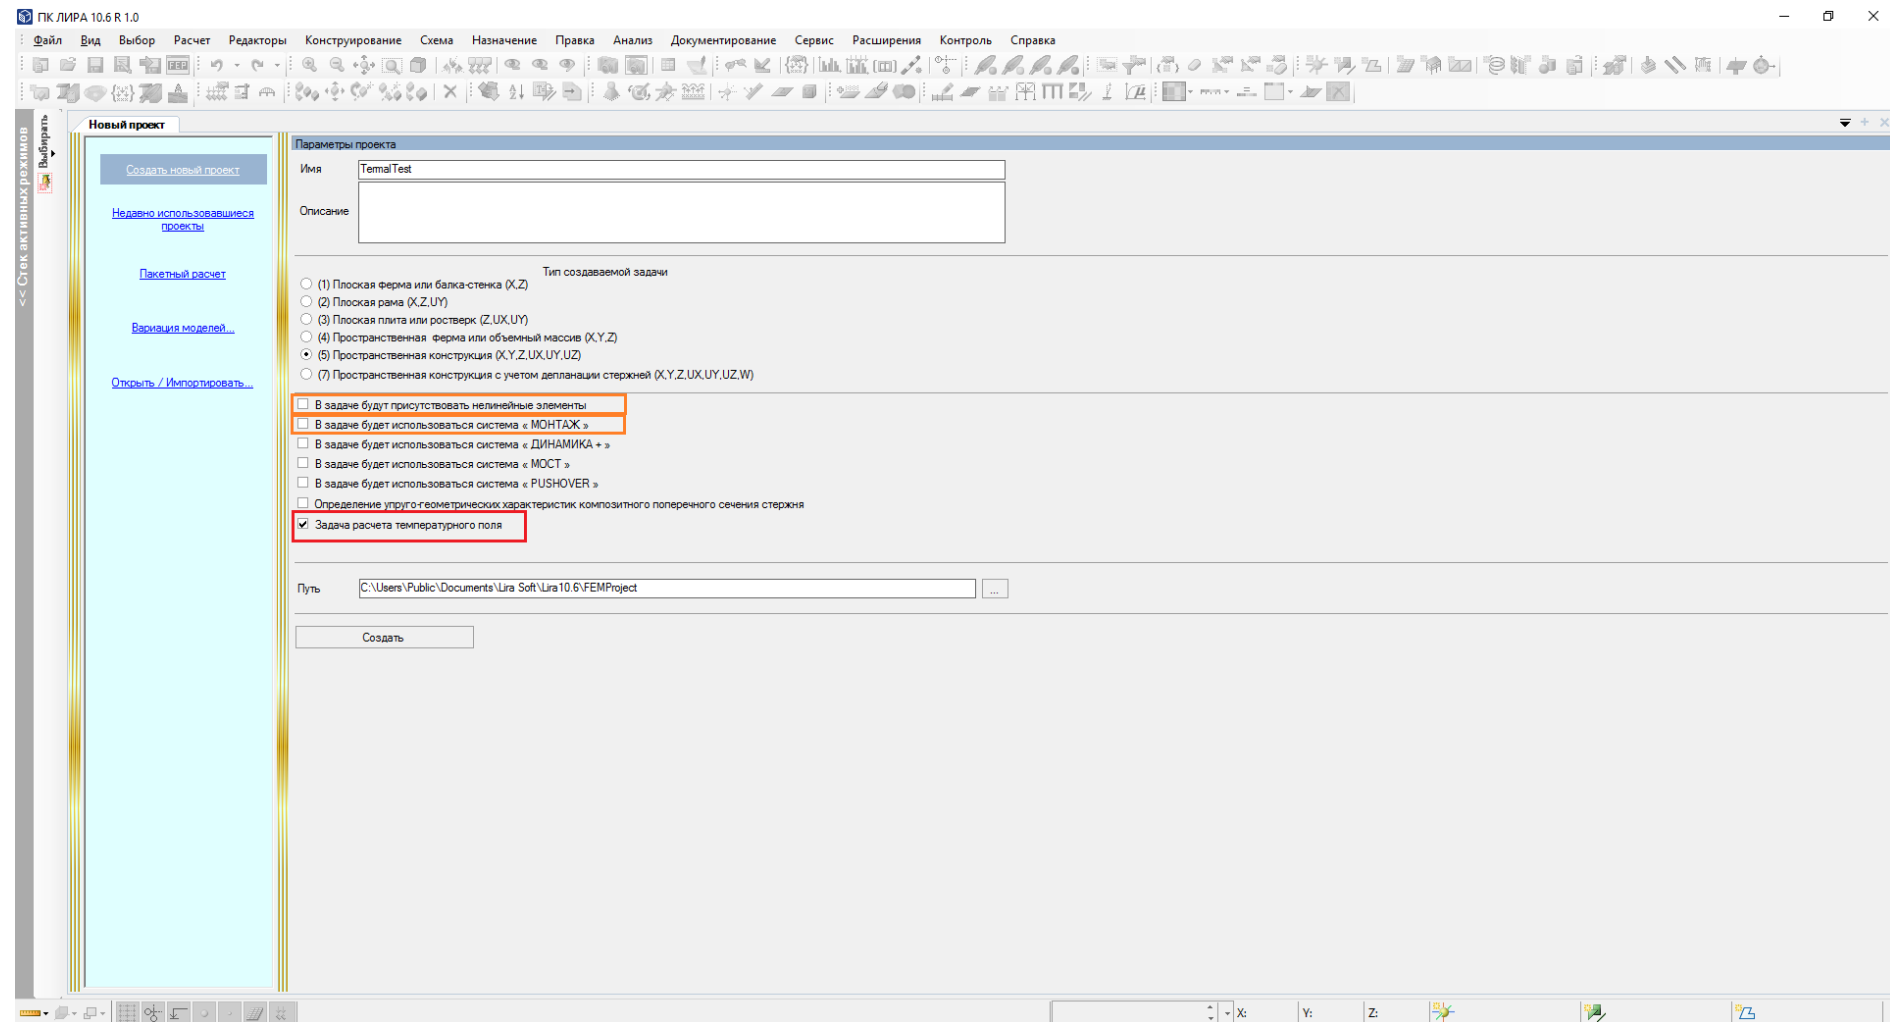 ПК ЛИРА 10.6 R 1.0
Файл Вид Выбор Расчет Редакторы Конструирование Схема Назначение Правка Анализ Документирование Сервис Расширения Контроль Справка
FEP
<< Стек активных режимов
Выбирать
Новый проект
Создать новый проект
Недавно использовавшиеся
проекты
Пакетный расчет
Вариация моделей...
Открыть / Импортировать...
Параметры проекта
Имя TermalTest
Описание
Тип создаваемой задачи
(1) Плоская ферма или балка-стенка (X,Z)
(2) Плоская рама (X,Z,UY)
(3) Плоская плита или ростверк (Z,UX,UY)
(4) Пространственная ферма или объемный массив (X,Y,Z)
(5) Пространственная конструкция (X,Y,Z,UX,UY,UZ)
(7) Пространственная конструкция с учетом депланации стержней (X,Y,Z,UX,UY,UZ,W)
В задаче будут присутствовать нелинейные элементы
В задаче будет использоваться система « МОНТАЖ »
В задаче будет использоваться система « ДИНАМИКА + »
В задаче будет использоваться система « МОСТ »
В задаче будет использоваться система « PUSHOVER »
Определение упруго-геометрических характеристик композитного поперечного сечения стержня
Задача расчета температурного поля
Путь C:\Users\Public\Documents\Lira Soft\Lira10.6\FEMProject ...
Создать
X: Y: Z: